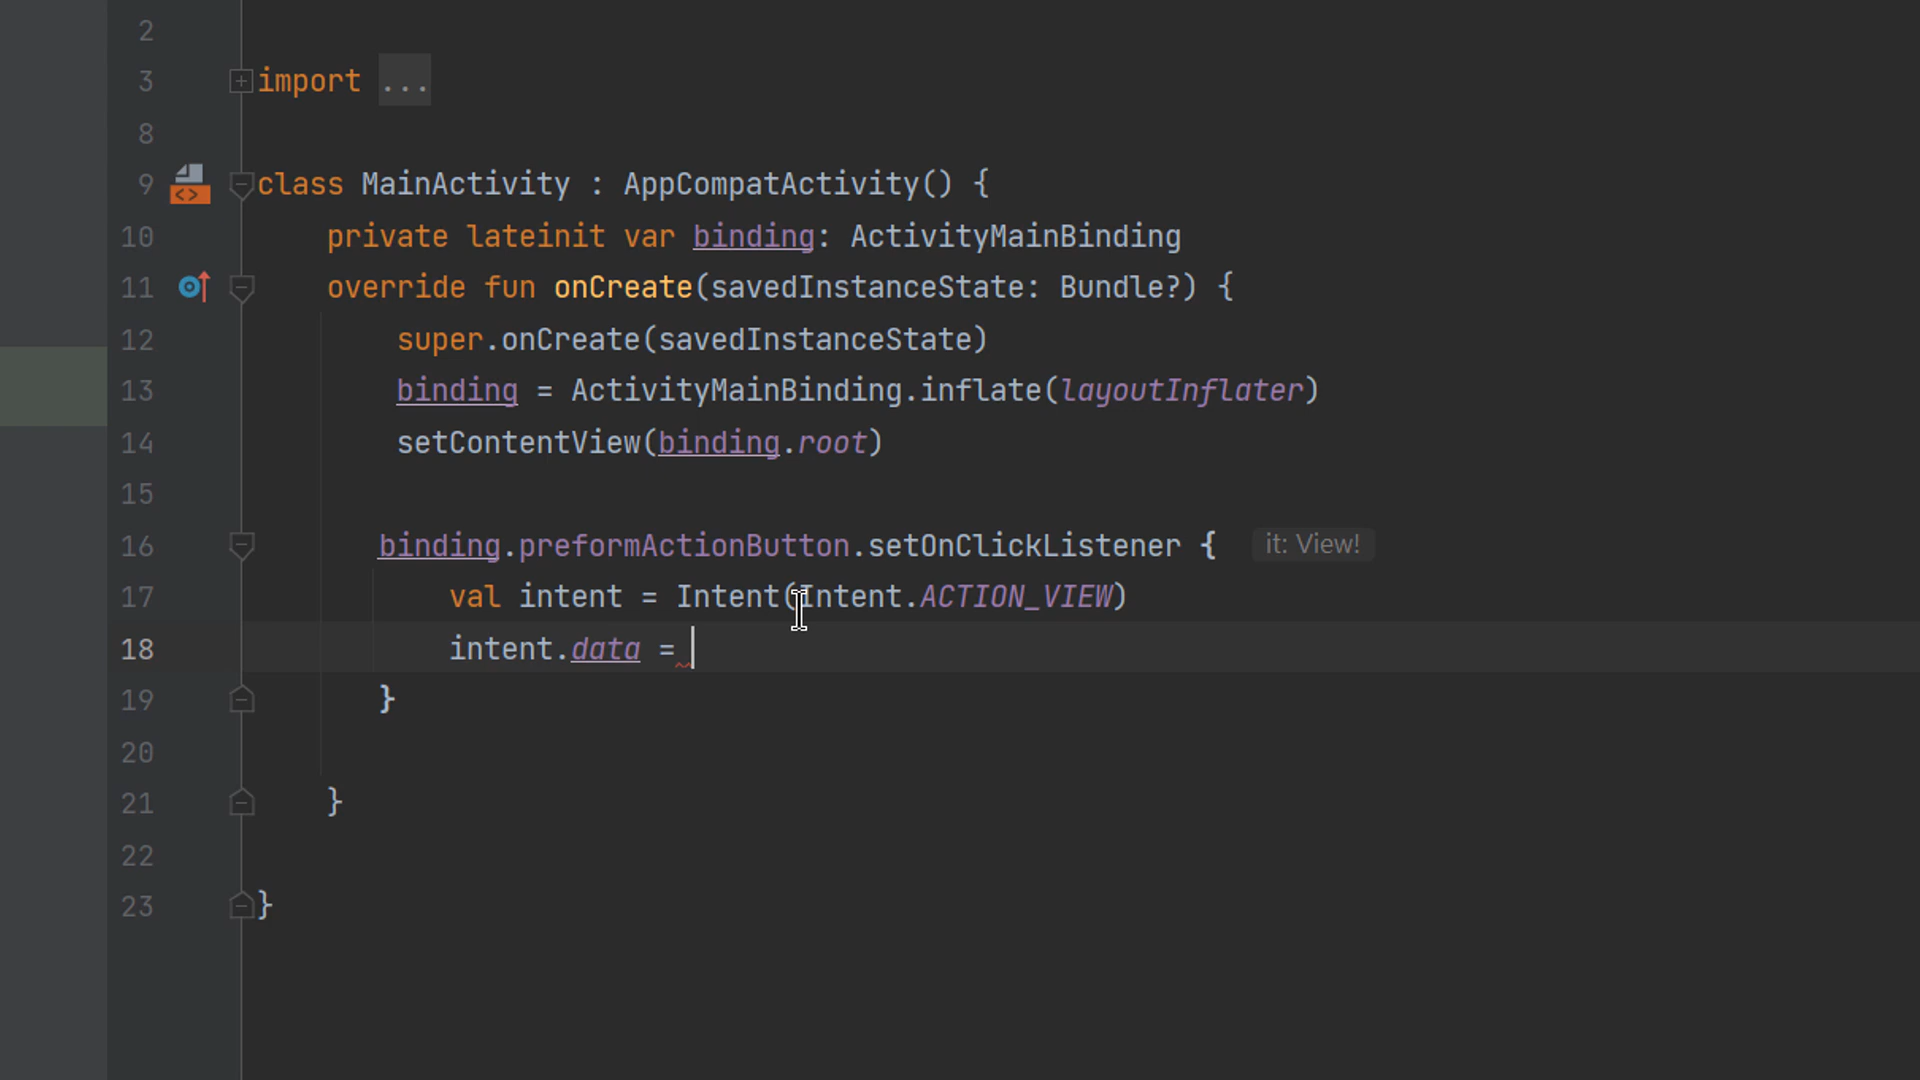 2
3 import ...
8
9 class MainActivity : AppCompatActivity() {
10 private lateinit var binding: ActivityMainBinding
11 override fun onCreate(savedInstanceState: Bundle?) {
12 super.onCreate(savedInstanceState)
13 binding = ActivityMainBinding.inflate(layoutInflater)
14 setContentView(binding.root)
15
16 binding.preformActionButton.setOnClickListener { it: View!
17 val intent = Intent(Intent.ACTION_VIEW)
18 intent.data =
19 }
20
21 }
22
23 }